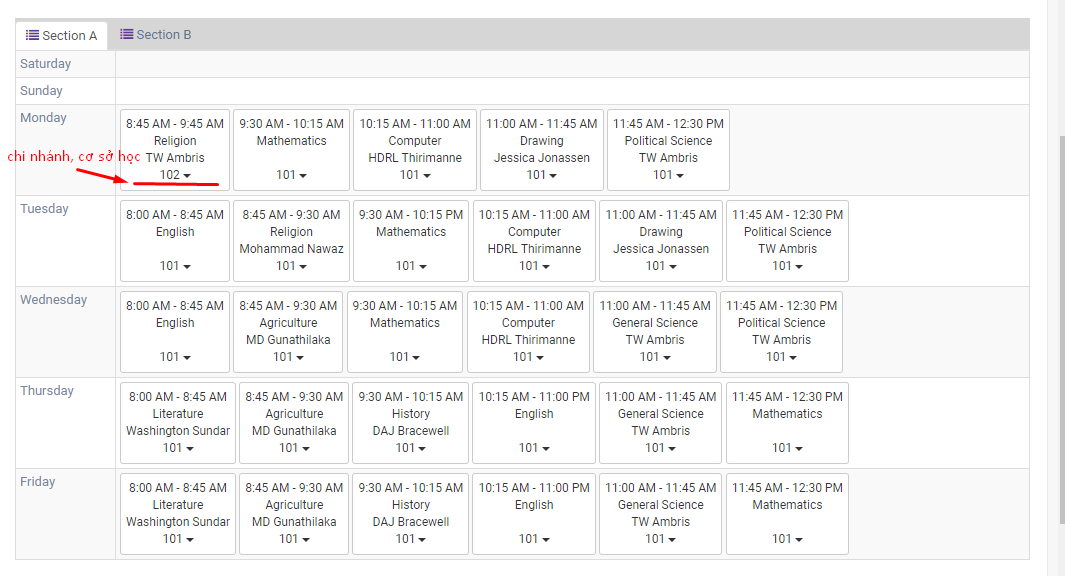 Section A
Section B
Saturday
Sunday
Monday
8:45 AM - 9:45 AM
Religion
TW Ambris
102
9:30 AM - 10:15 AM
Mathematics
101
10:15 AM - 11:00 AM
Computer
HDRL Thirimanne
101
11:00 AM - 11:45 AM
Drawing
Jessica Jonassen
101
11:45 AM - 12:30 PM
Political Science
TW Ambris
101
chi nhánh, cơ sở học
Tuesday
8:00 AM - 8:45 AM
English
101
8:45 AM - 9:30 AM
Religion
Mohammad Nawaz
101
9:30 AM - 10:15 PM
Mathematics
101
10:15 AM - 11:00 AM
Computer
HDRL Thirimanne
101
11:00 AM - 11:45 AM
Drawing
Jessica Jonassen
101
11:45 AM - 12:30 PM
Political Science
TW Ambris
101
Wednesday
8:00 AM - 8:45 AM
English
101
8:45 AM - 9:30 AM
Agriculture
MD Gunathilaka
101
9:30 AM - 10:15 AM
Mathematics
101
10:15 AM - 11:00 AM
Computer
HDRL Thirimanne
101
11:00 AM - 11:45 AM
General Science
TW Ambris
101
11:45 AM - 12:30 PM
Political Science
TW Ambris
101
Thursday
8:00 AM - 8:45 AM
Literature
Washington Sundar
101
8:45 AM - 9:30 AM
Agriculture
MD Gunathilaka
101
9:30 AM - 10:15 AM
History
DAJ Bracewell
101
10:15 AM - 11:00 PM
English
101
11:00 AM - 11:45 AM
General Science
TW Ambris
101
11:45 AM - 12:30 PM
Mathematics
101
Friday
8:00 AM - 8:45 AM
Literature
Washington Sundar
101
8:45 AM - 9:30 AM
Agriculture
MD Gunathilaka
101
9:30 AM - 10:15 AM
History
DAJ Bracewell
101
10:15 AM - 11:00 PM
English
101
11:00 AM - 11:45 AM
General Science
TW Ambris
101
11:45 AM - 12:30 PM
Mathematics
101